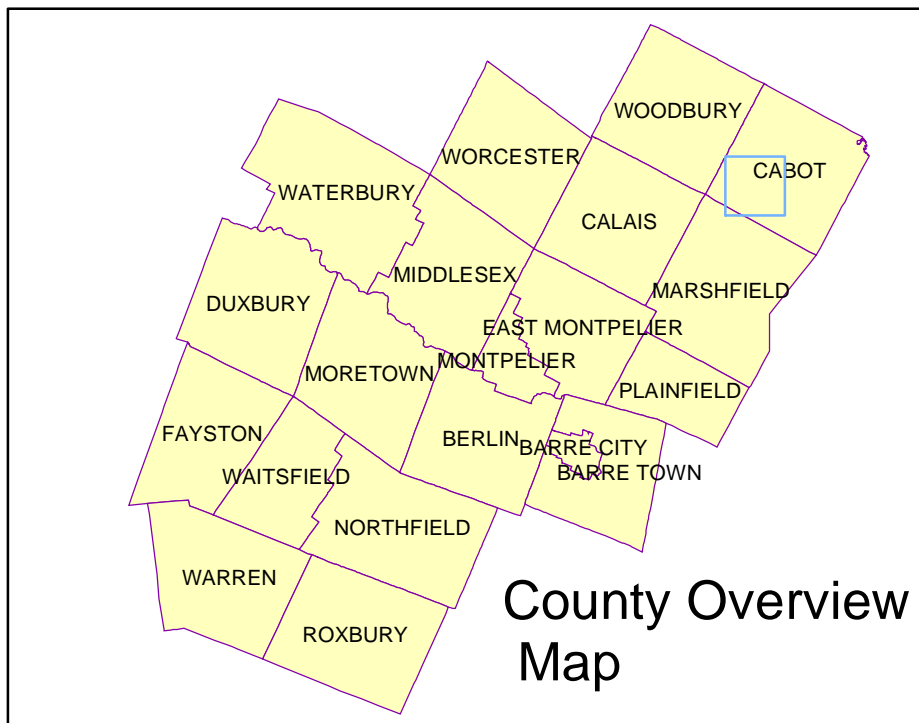 WOODBURY
WORCESTER
CABOT
WATERBURY
CALAIS
MIDDLESEX
MARSHFIELD
DUXBURY
EAST MONTPELIER
MONTPELIER
MORETOWN
PLAINFIELD
FAYSTON
BERLIN
BARRE CITY
WAITSFIELD
BARRE TOWN
NORTHFIELD
WARREN
ROXBURY
County Overview
Map